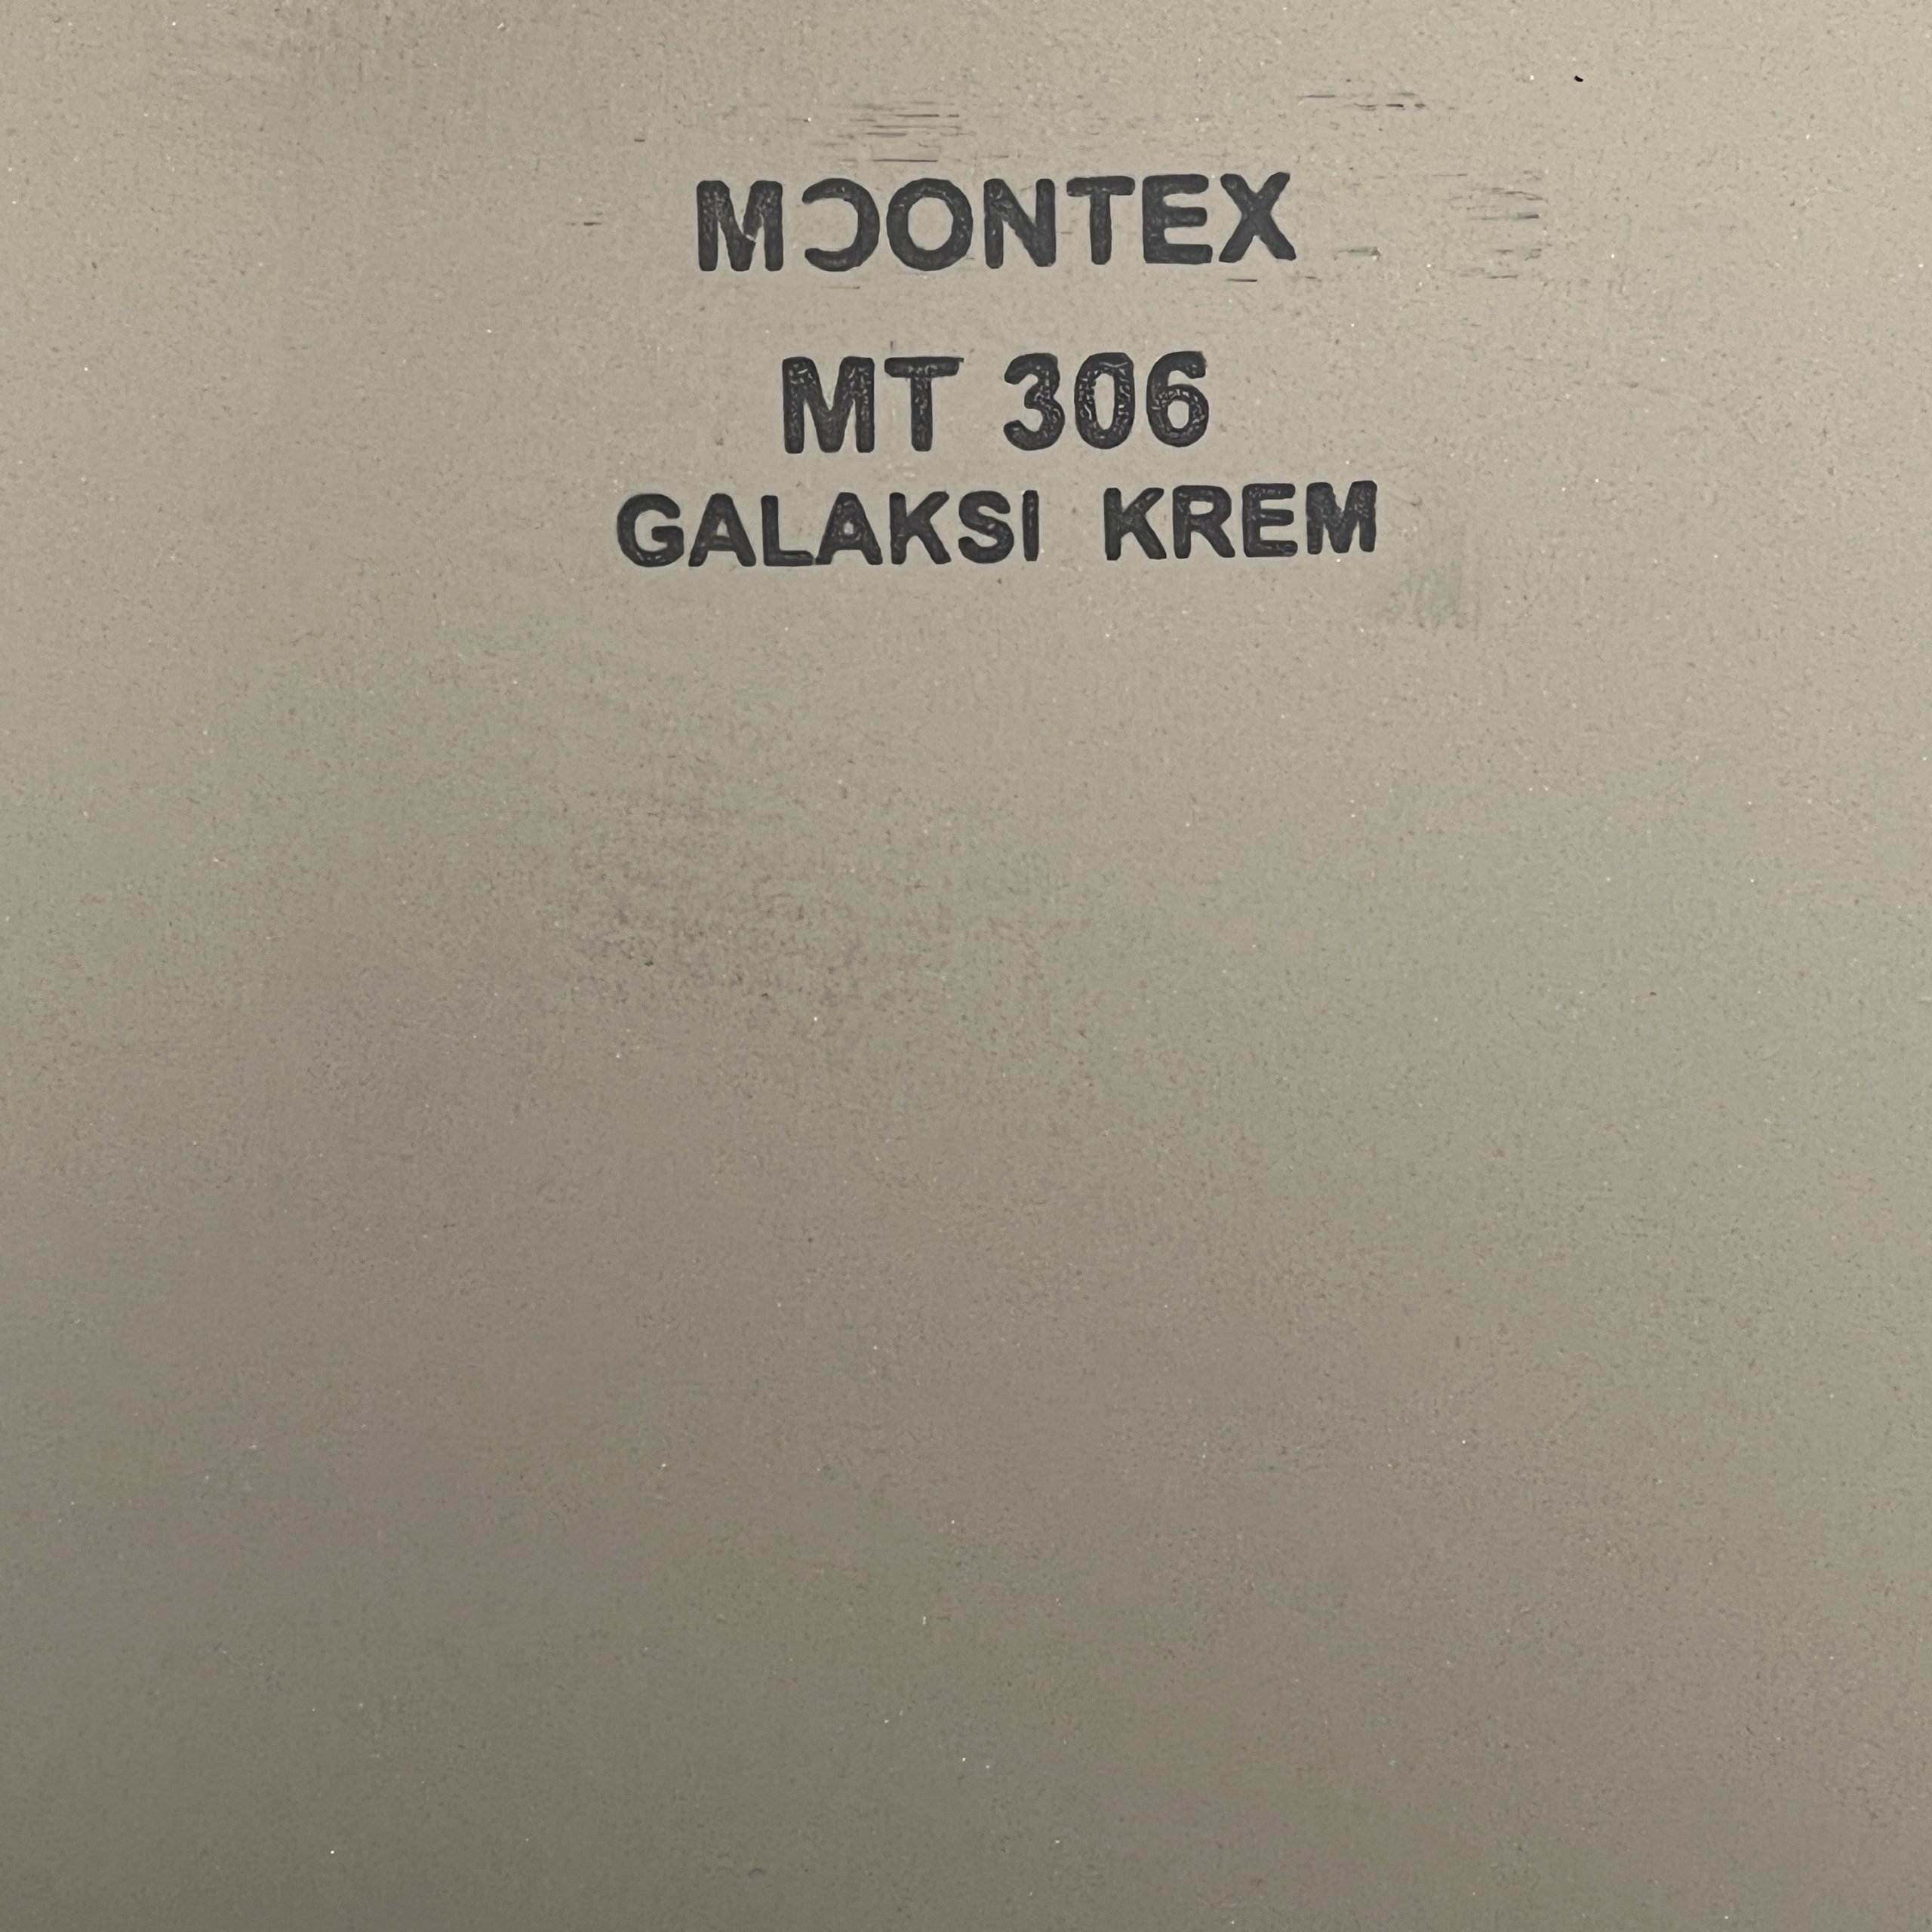 MOONTEX
MT 306
GALAKSI KREM